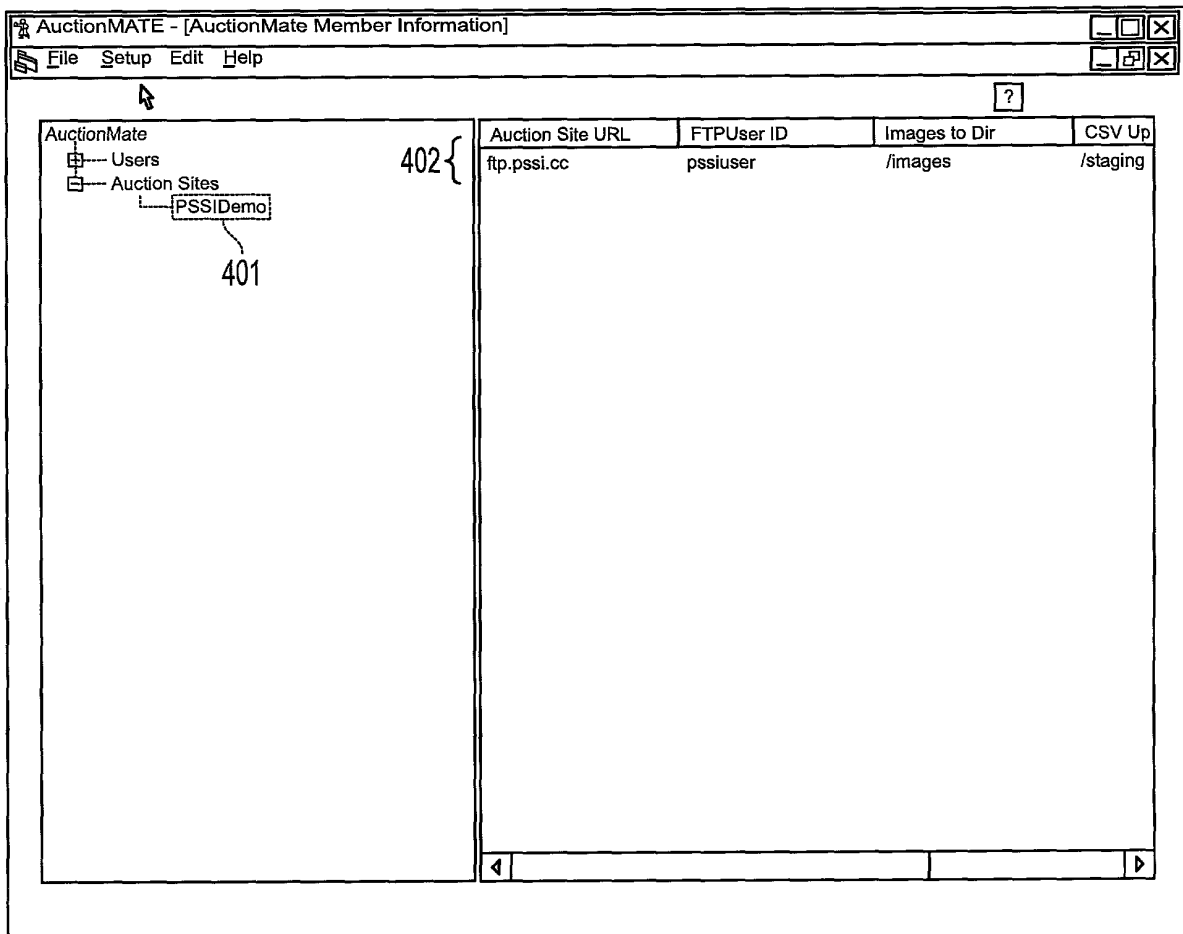 AuctionMATE - [AuctionMate Member Information]
File Setup Edit Help
?
AuctionMate
Users
Auction Sites
PSSIDemo
401
402
Auction Site URL FTPUser ID Images to Dir CSV Up
ftp.pssi.cc pssiuser /images /staging